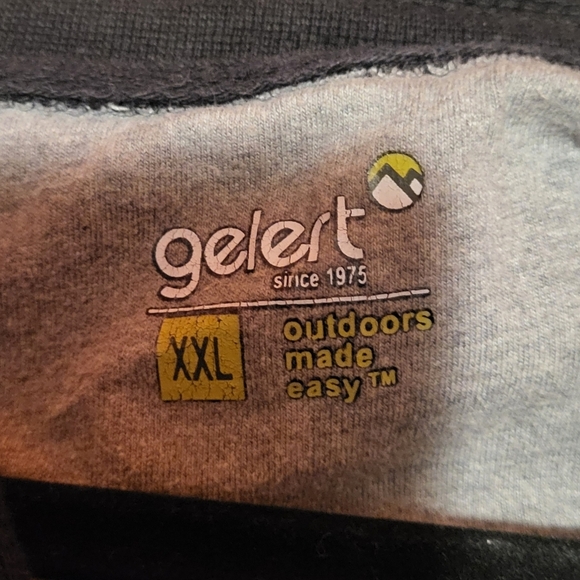 gelert
since 1975
XXL
outdoors
made
easy™